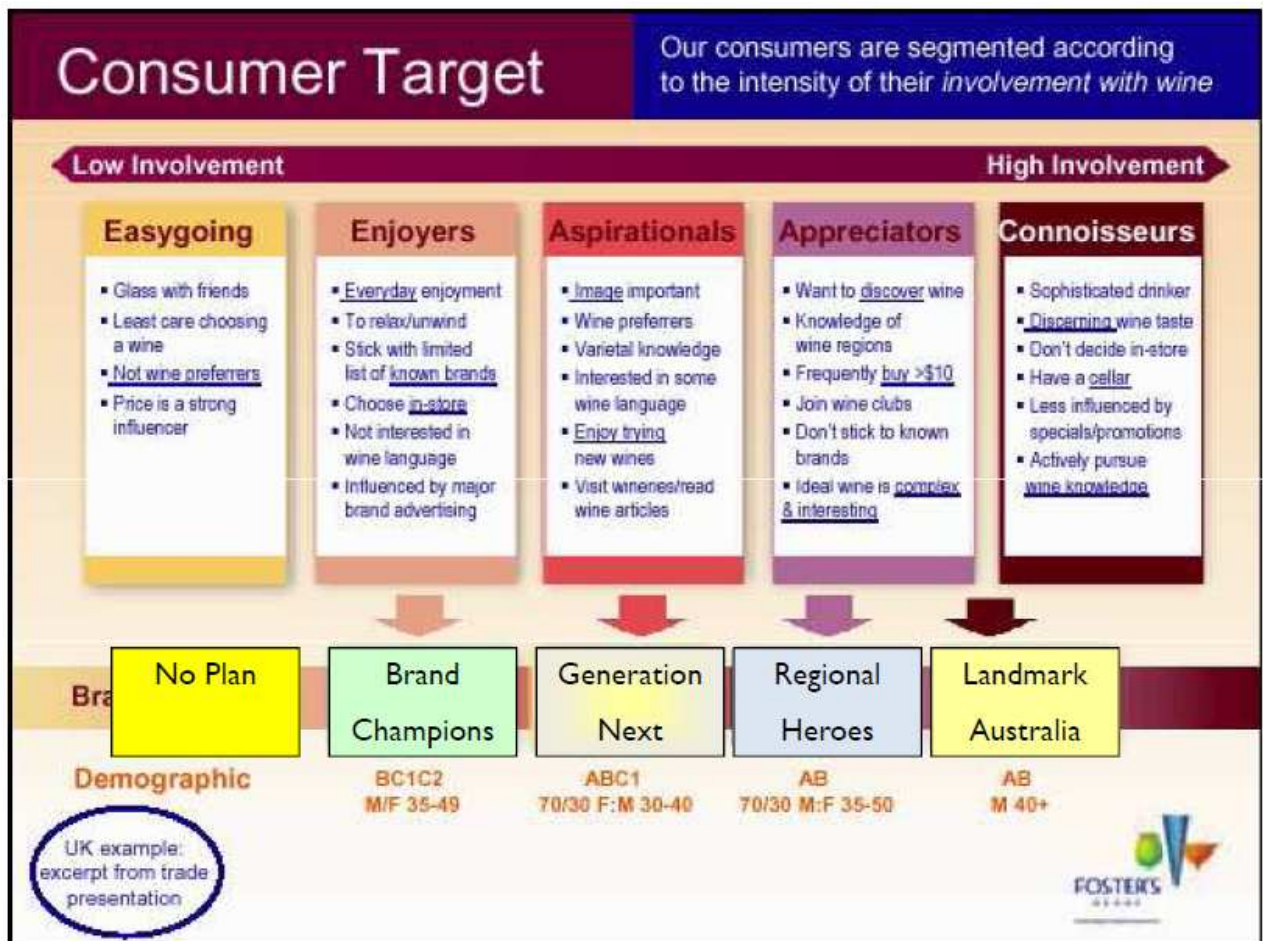 Consumer Target
Our consumers are segmented according
to the intensity of their involvement with wine
Low Involvement
High Involvement
Easygoing
▪ Glass with friends
▪ Least care choosing
a wine
▪ Not wine preferrers
▪ Price is a strong
influencer
Enjoyers
▪ Everyday enjoyment
▪ To relax/unwind
▪ Stick with limited
list of known brands
▪ Choose in-store
▪ Not interested in
wine language
▪ Influenced by major
brand advertising
Aspirationals
▪ Image important
▪ Wine preferrers
▪ Varietal knowledge
▪ Interested in some
wine language
▪ Enjoy trying
new wines
▪ Visit wineries/read
wine articles
Appreciators
▪ Want to discover wine
▪ Knowledge of
wine regions
▪ Frequently buy >$10
▪ Join wine clubs
▪ Don't stick to known
brands
▪ Ideal wine is complex
& interesting
Connoisseurs
▪ Sophisticated drinker
▪ Discerning wine taste
▪ Don't decide in-store
▪ Have a cellar
▪ Less influenced by
specials/promotions
▪ Actively pursue
wine knowledge
Bra
No Plan
Brand
Champions
Generation
Next
Regional
Heroes
Landmark
Australia
Demographic
BC1C2
M/F 35-49
ABC1
70/30 F:M 30-40
AB
70/30 M:F 35-50
AB
M 40+
UK example:
excerpt from trade
presentation
FOSTER'S